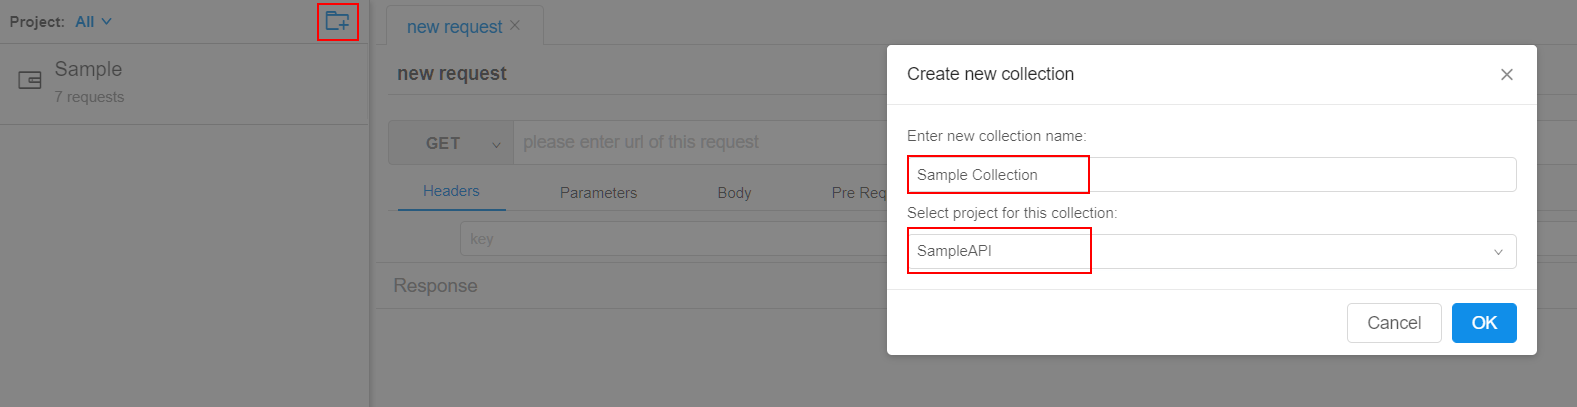 Project: All
Sample
7 requests
new request
new request
GET
please enter url of this request
Headers
Parameters
Body
Pre Req
key
Response
Create new collection
Enter new collection name:
Sample Collection
Select project for this collection:
SampleAPI
Cancel
OK